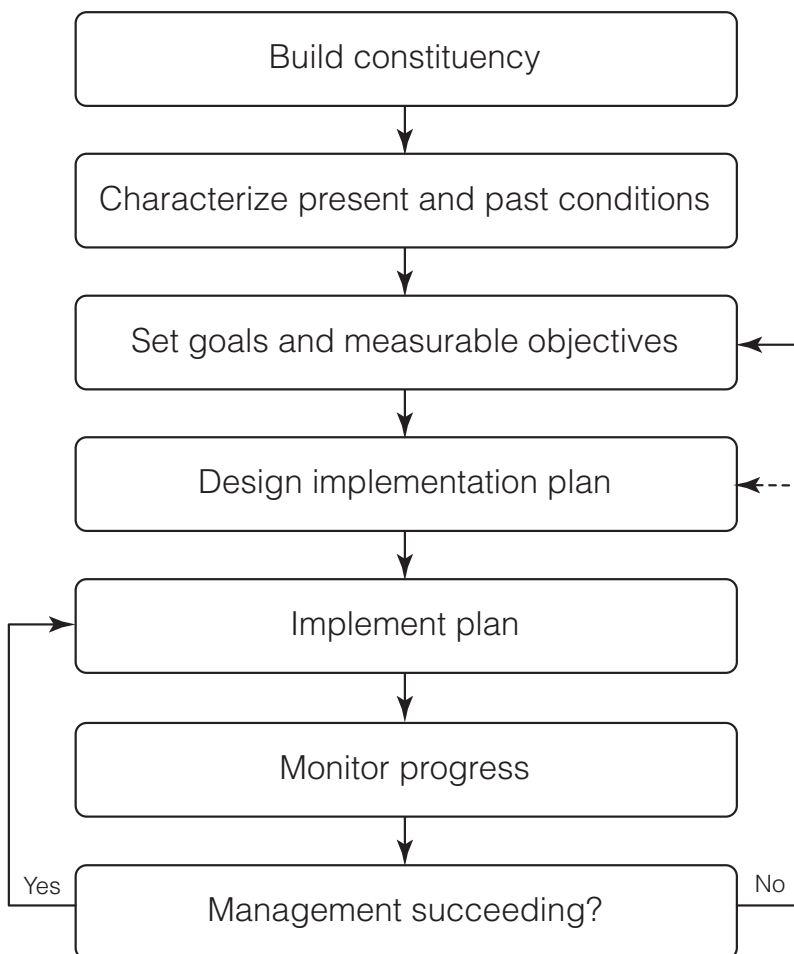 Build constituency
Characterize present and past conditions
Set goals and measurable objectives
Design implementation plan
Implement plan
Monitor progress
Yes
Management succeeding?
No